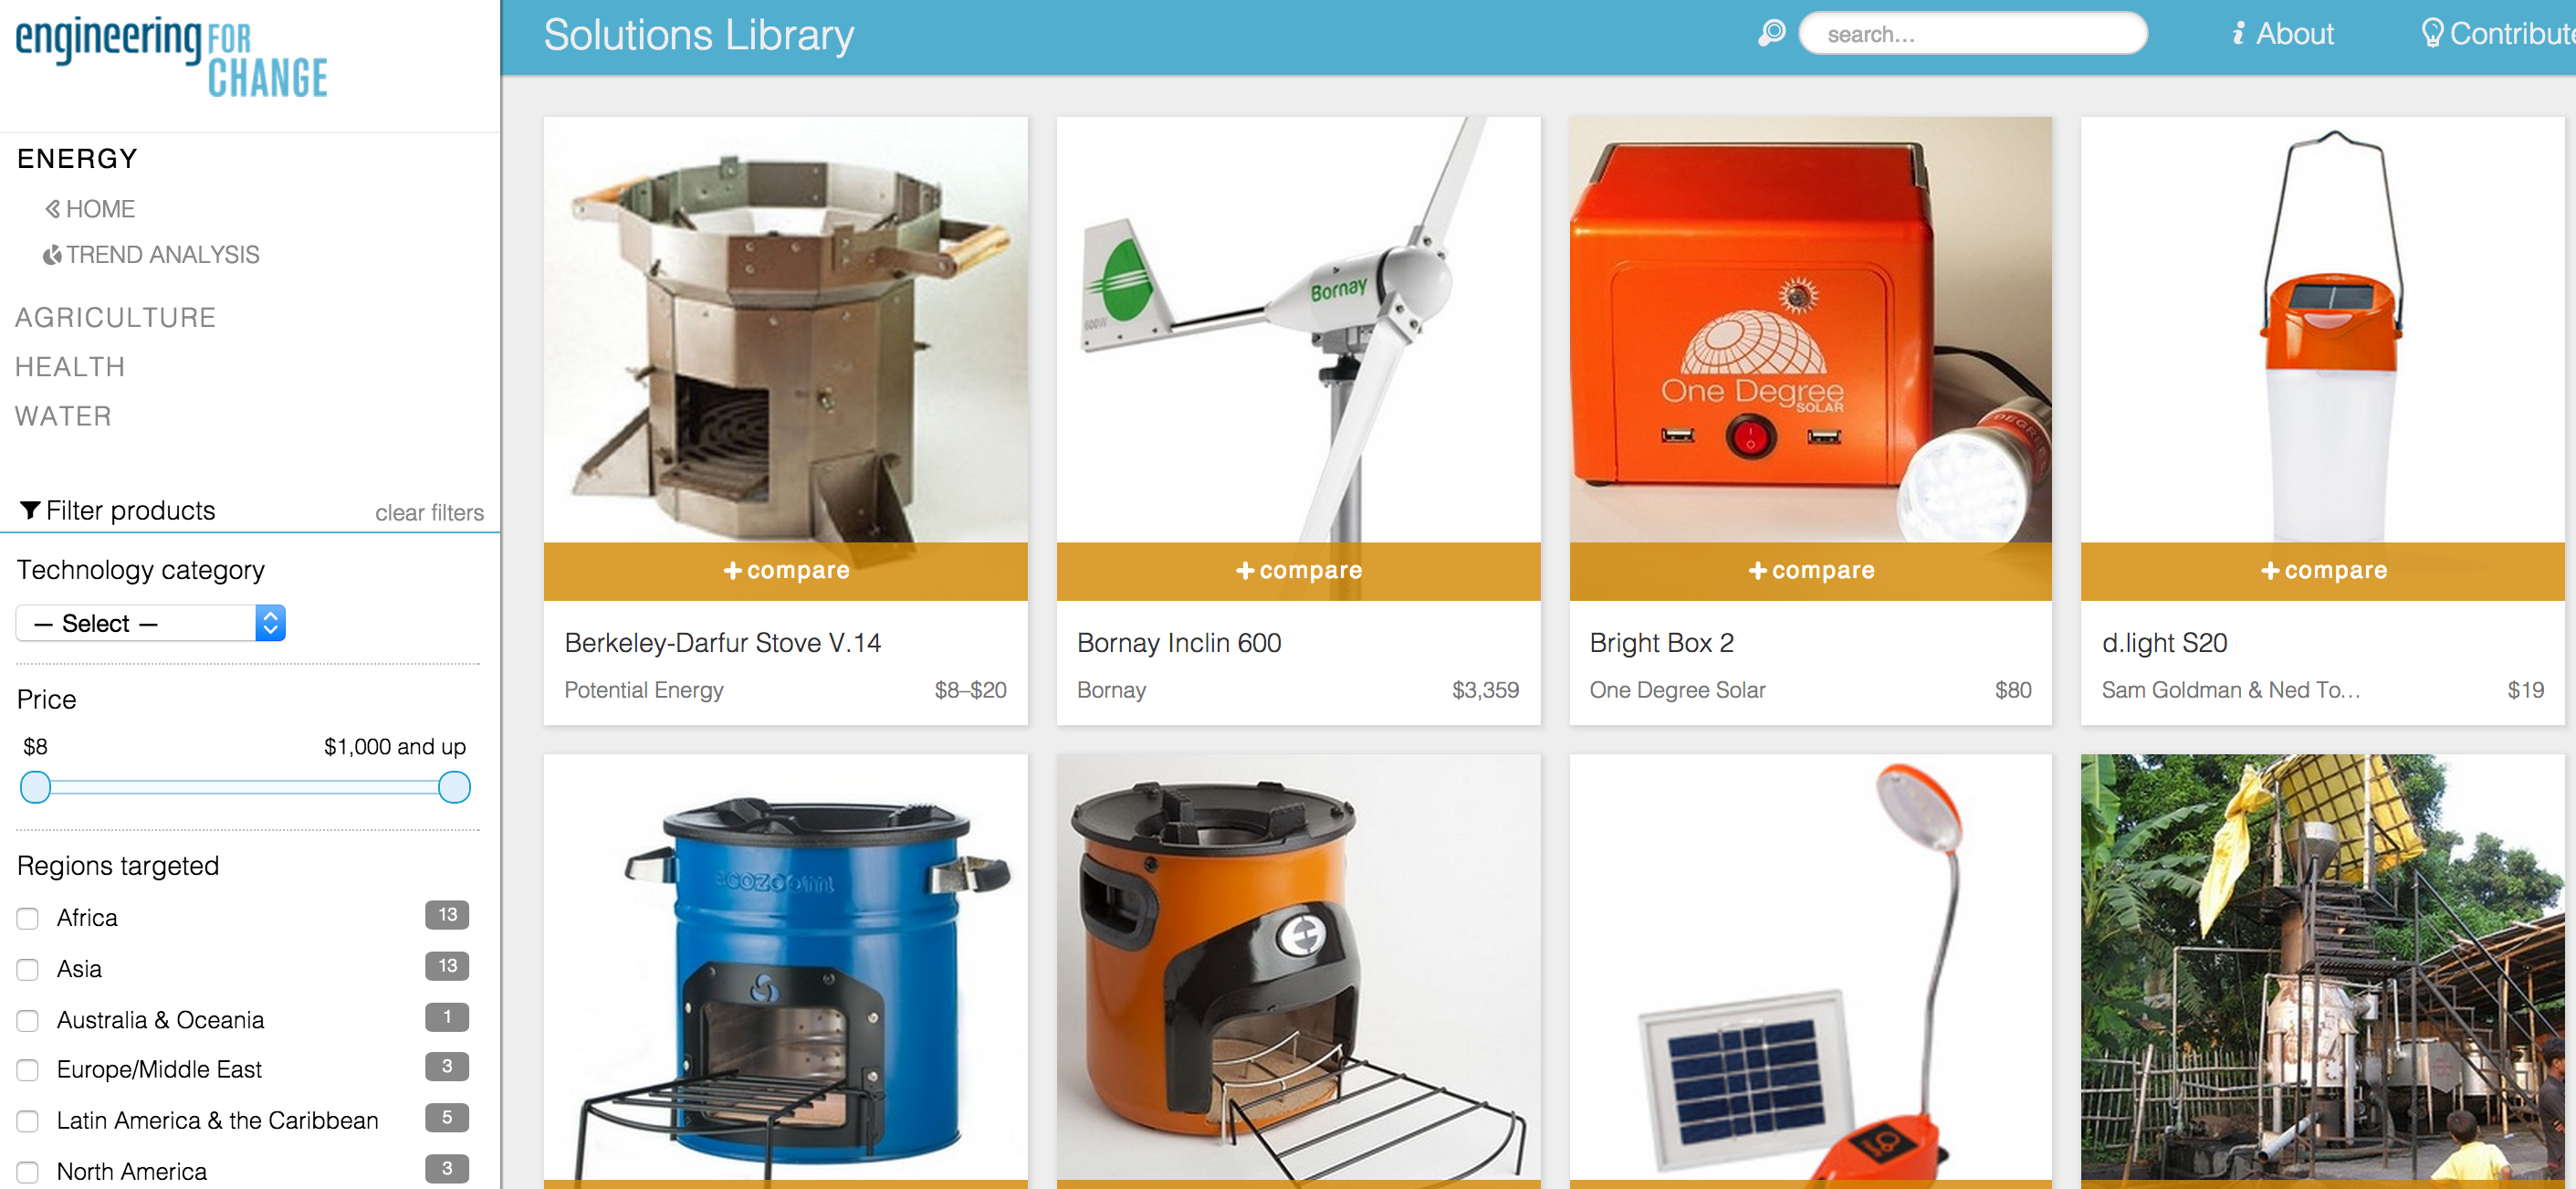 engineering FOR
CHANGE
Solutions Library
search...
About
Contribute
ENERGY
HOME
TREND ANALYSIS
AGRICULTURE
HEALTH
WATER
Filter products
clear filters
Technology category
— Select —
Price
$8
$1,000 and up
Regions targeted
Africa 13
Asia 13
Australia & Oceania 1
Europe/Middle East 3
Latin America & the Caribbean 5
North America 3
+compare
Berkeley-Darfur Stove V.14
Potential Energy $8–$20
600W
Bornay
+compare
Bornay Inclin 600
Bornay $3,359
One Degree
SOLAR
DEGREE
+compare
Bright Box 2
One Degree Solar $80
+compare
d.light S20
Sam Goldman & Ned To... $19
ecozoom